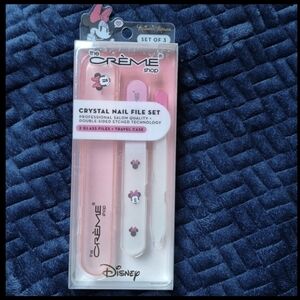 SET OF 3
the
CRÈME
shop
CRYSTAL NAIL FILE SET
PROFESSIONAL SALON QUALITY •
DOUBLE-SIDED ETCHED TECHNOLOGY
2 GLASS FILES + TRAVEL CASE
the
CRÈME
shop
Disney